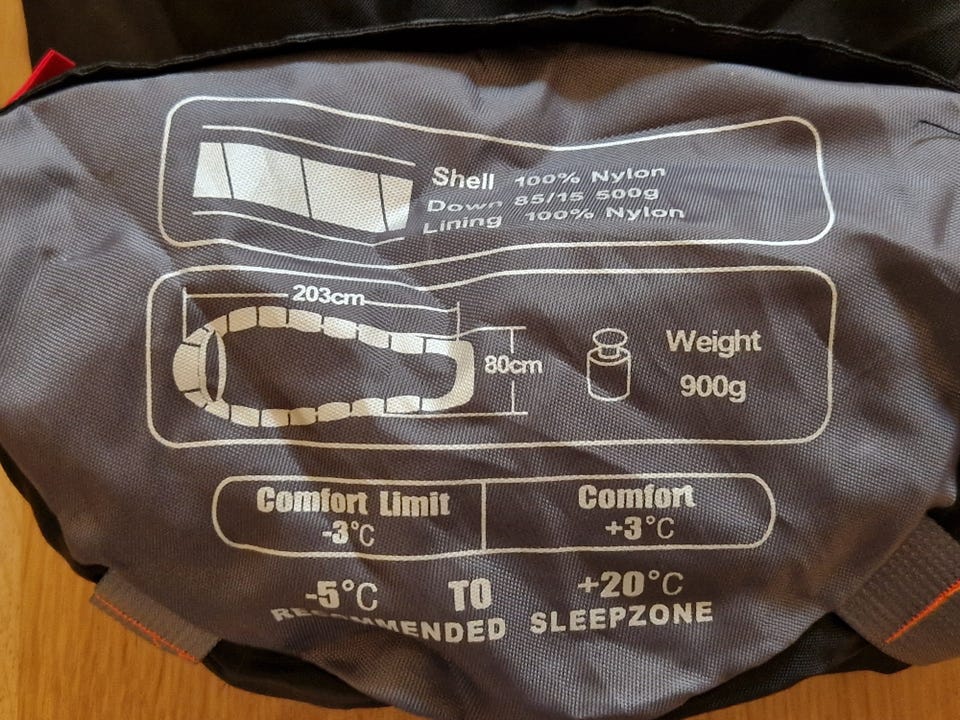 Shell 100% Nylon
Down 85/15 500g
Lining 100% Nylon
203cm
80cm
Weight
900g
Comfort Limit
-3°C
Comfort
+3°C
-5°C TO +20°C
RECOMMENDED SLEEPZONE